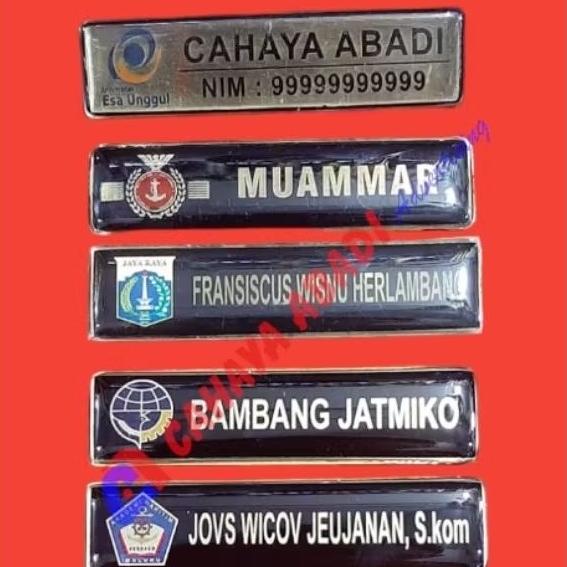 CAHAYA ABADI
NIM : 99999999999
Esa Unggul
MUAMMAR
JAYA RAYA
FRANSISCUS WISNU HERLAMBANG
BAMBANG JATMIKO
JOVS WICOV JEUJANAN, S.kom
CAHAYA ABADI